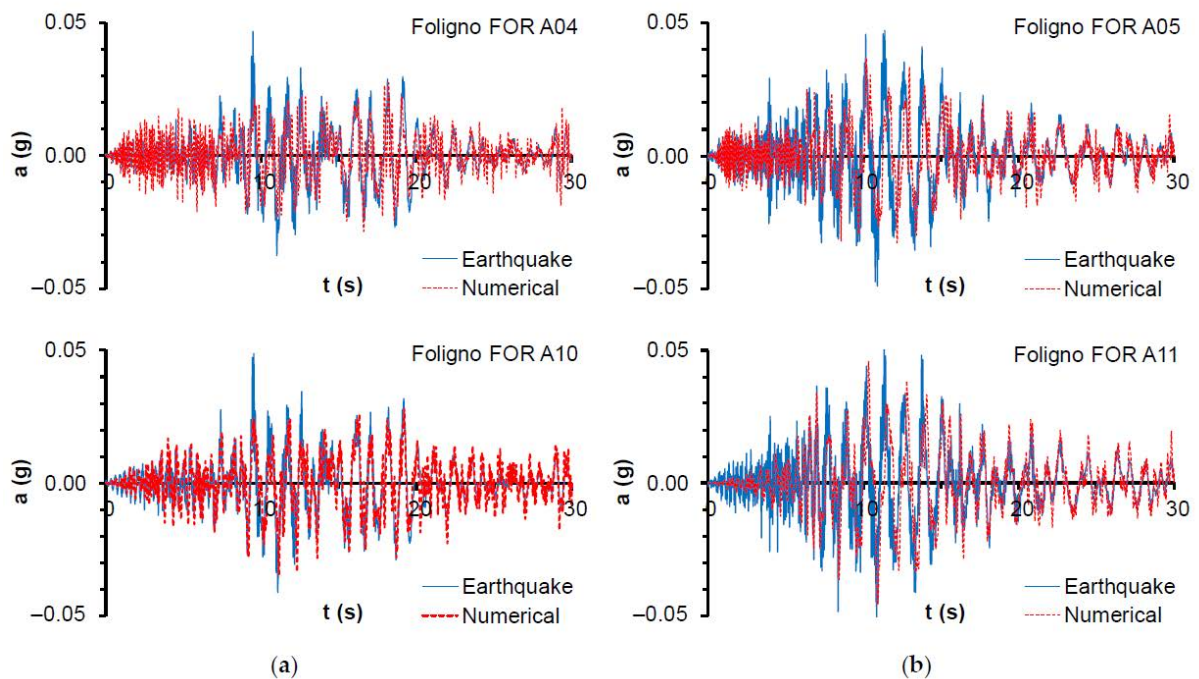 Foligno FOR A04
0.05
0.00
–0.05
a (g)
0
10
20
30
t (s)
Earthquake
Numerical
Foligno FOR A05
0.05
0.00
–0.05
a (g)
0
10
20
30
t (s)
Earthquake
Numerical
Foligno FOR A10
0.05
0.00
–0.05
a (g)
0
10
20
30
t (s)
Earthquake
Numerical
Foligno FOR A11
0.05
0.00
–0.05
a (g)
0
10
20
30
t (s)
Earthquake
Numerical
(a)
(b)